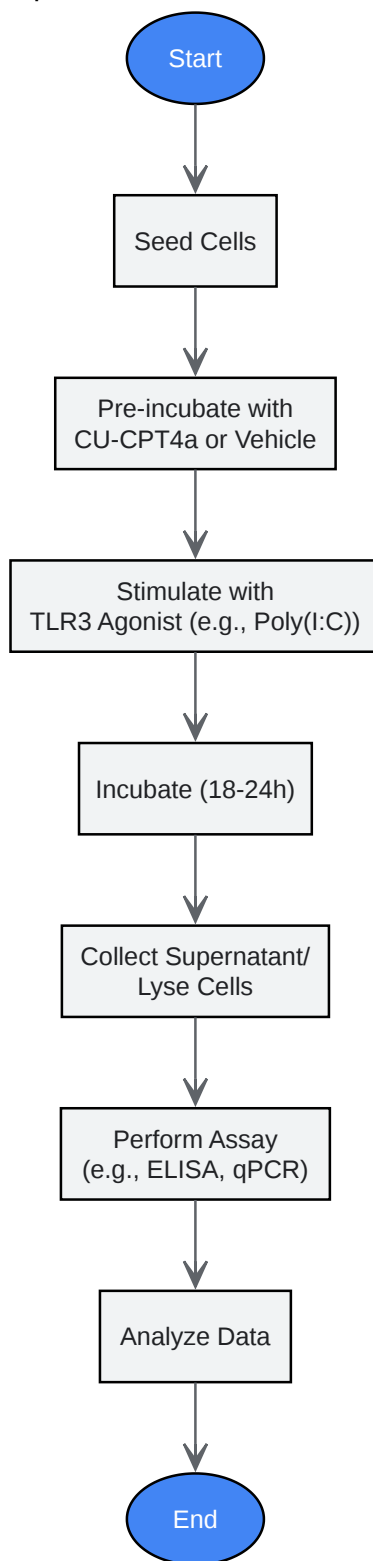 Start
Seed Cells
Pre-incubate with
CU-CPT4a or Vehicle
Stimulate with
TLR3 Agonist (e.g., Poly(I:C))
Incubate (18-24h)
Collect Supernatant/
Lyse Cells
Perform Assay
(e.g., ELISA, qPCR)
Analyze Data
End